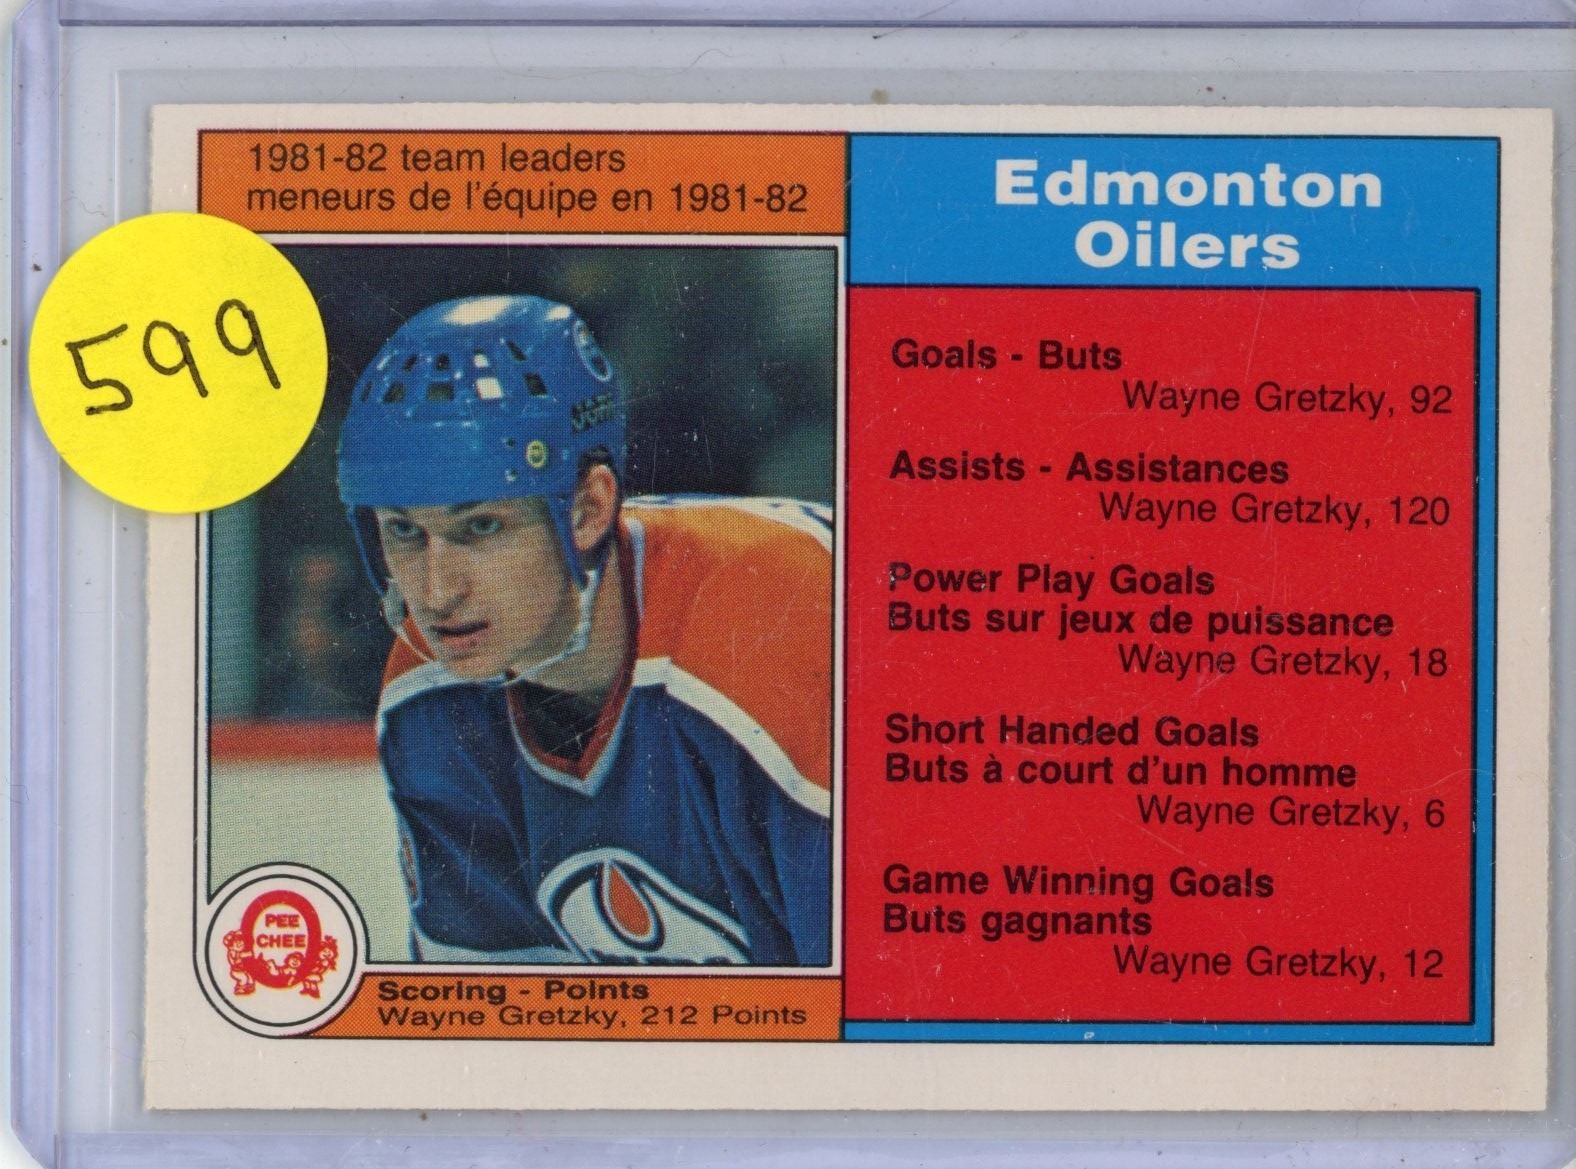 599
1981-82 team leaders
meneurs de l'équipe en 1981-82
Edmonton
Oilers
Goals - Buts
Wayne Gretzky, 92
Assists - Assistances
Wayne Gretzky, 120
Power Play Goals
Buts sur jeux de puissance
Wayne Gretzky, 18
Short Handed Goals
Buts à court d'un homme
Wayne Gretzky, 6
Game Winning Goals
Buts gagnants
Wayne Gretzky, 12
PEE
CHEE
Scoring - Points
Wayne Gretzky, 212 Points